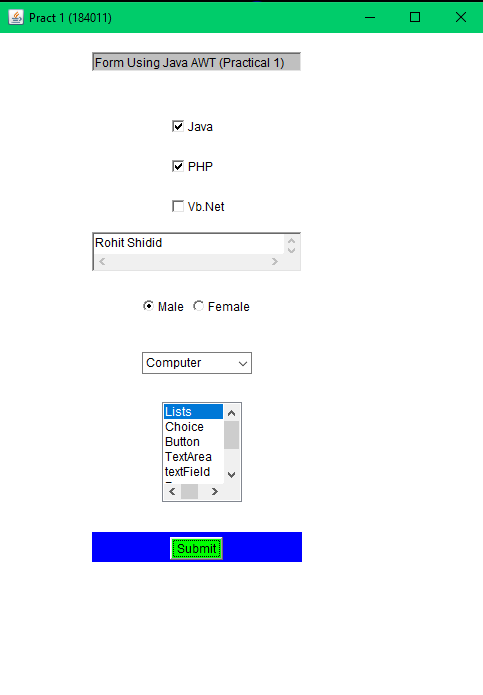 Pract 1 (184011)
Form Using Java AWT (Practical 1)
Java
PHP
Vb.Net
Rohit Shidid
Male Female
Computer
Lists
Choice
Button
TextArea
textField
Submit